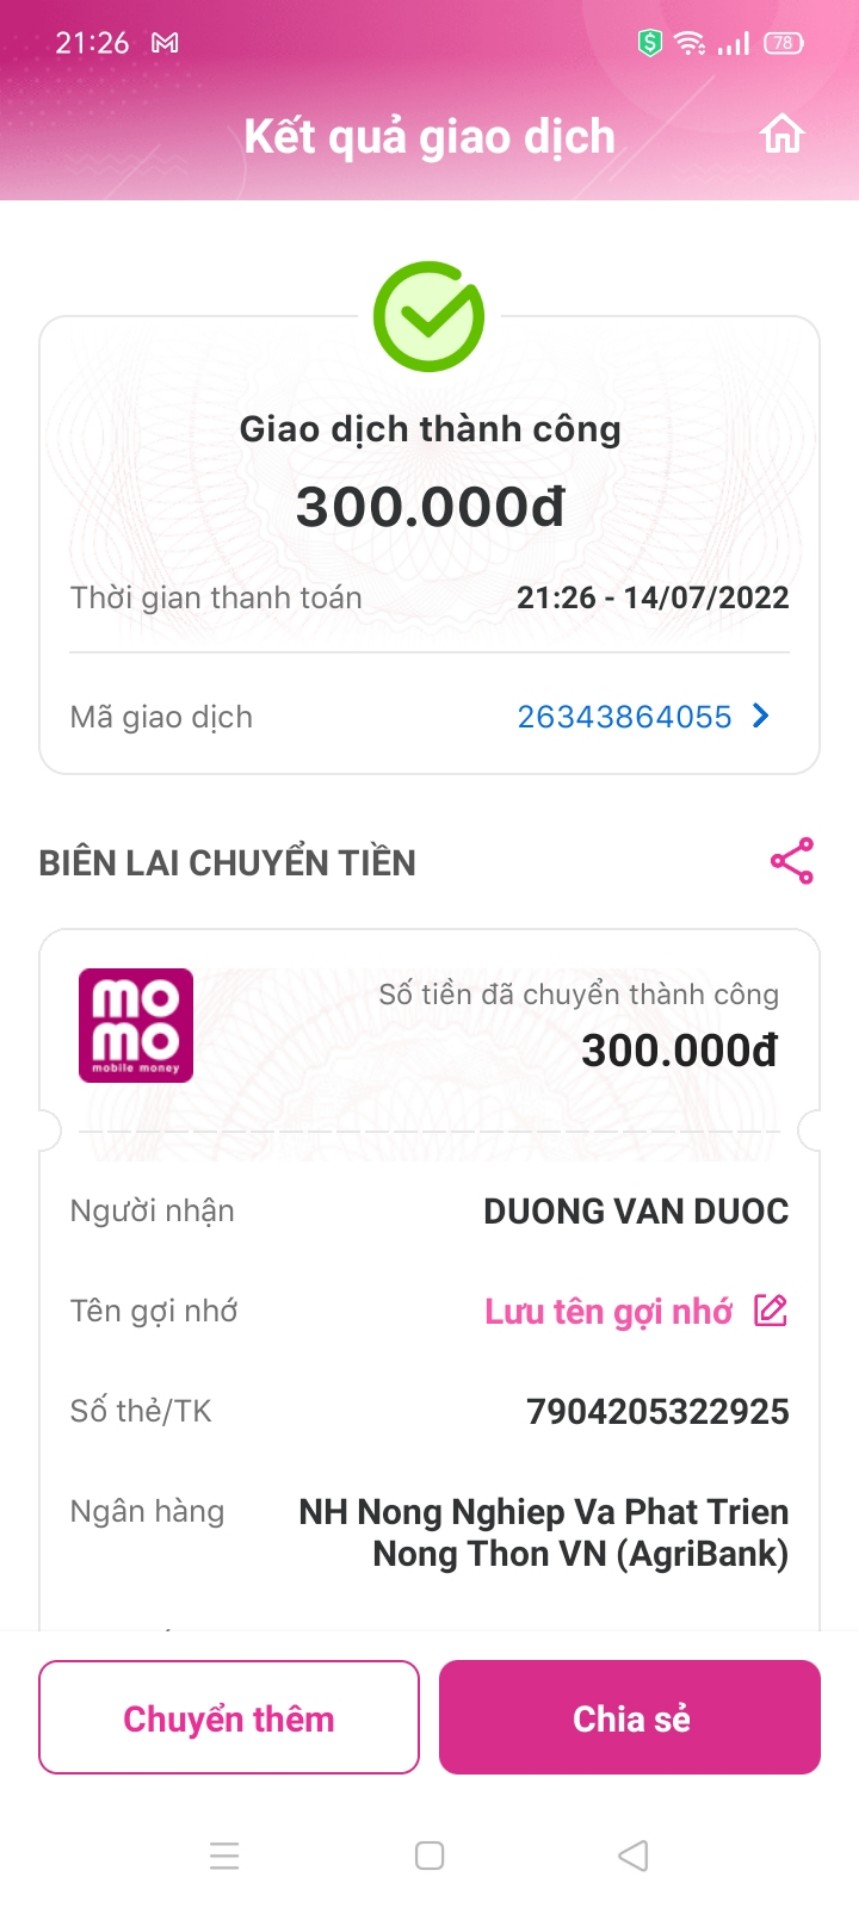 21:26
78
Kết quả giao dịch
Giao dịch thành công
300.000đ
Thời gian thanh toán 21:26 - 14/07/2022
Mã giao dịch 26343864055
BIÊN LAI CHUYỂN TIỀN
mo
mo
mobile money
Số tiền đã chuyển thành công
300.000đ
Người nhận DUONG VAN DUOC
Tên gợi nhớ Lưu tên gợi nhớ
Số thẻ/TK 7904205322925
Ngân hàng NH Nong Nghiep Va Phat Trien
Nong Thon VN (AgriBank)
Chuyển thêm Chia sẻ